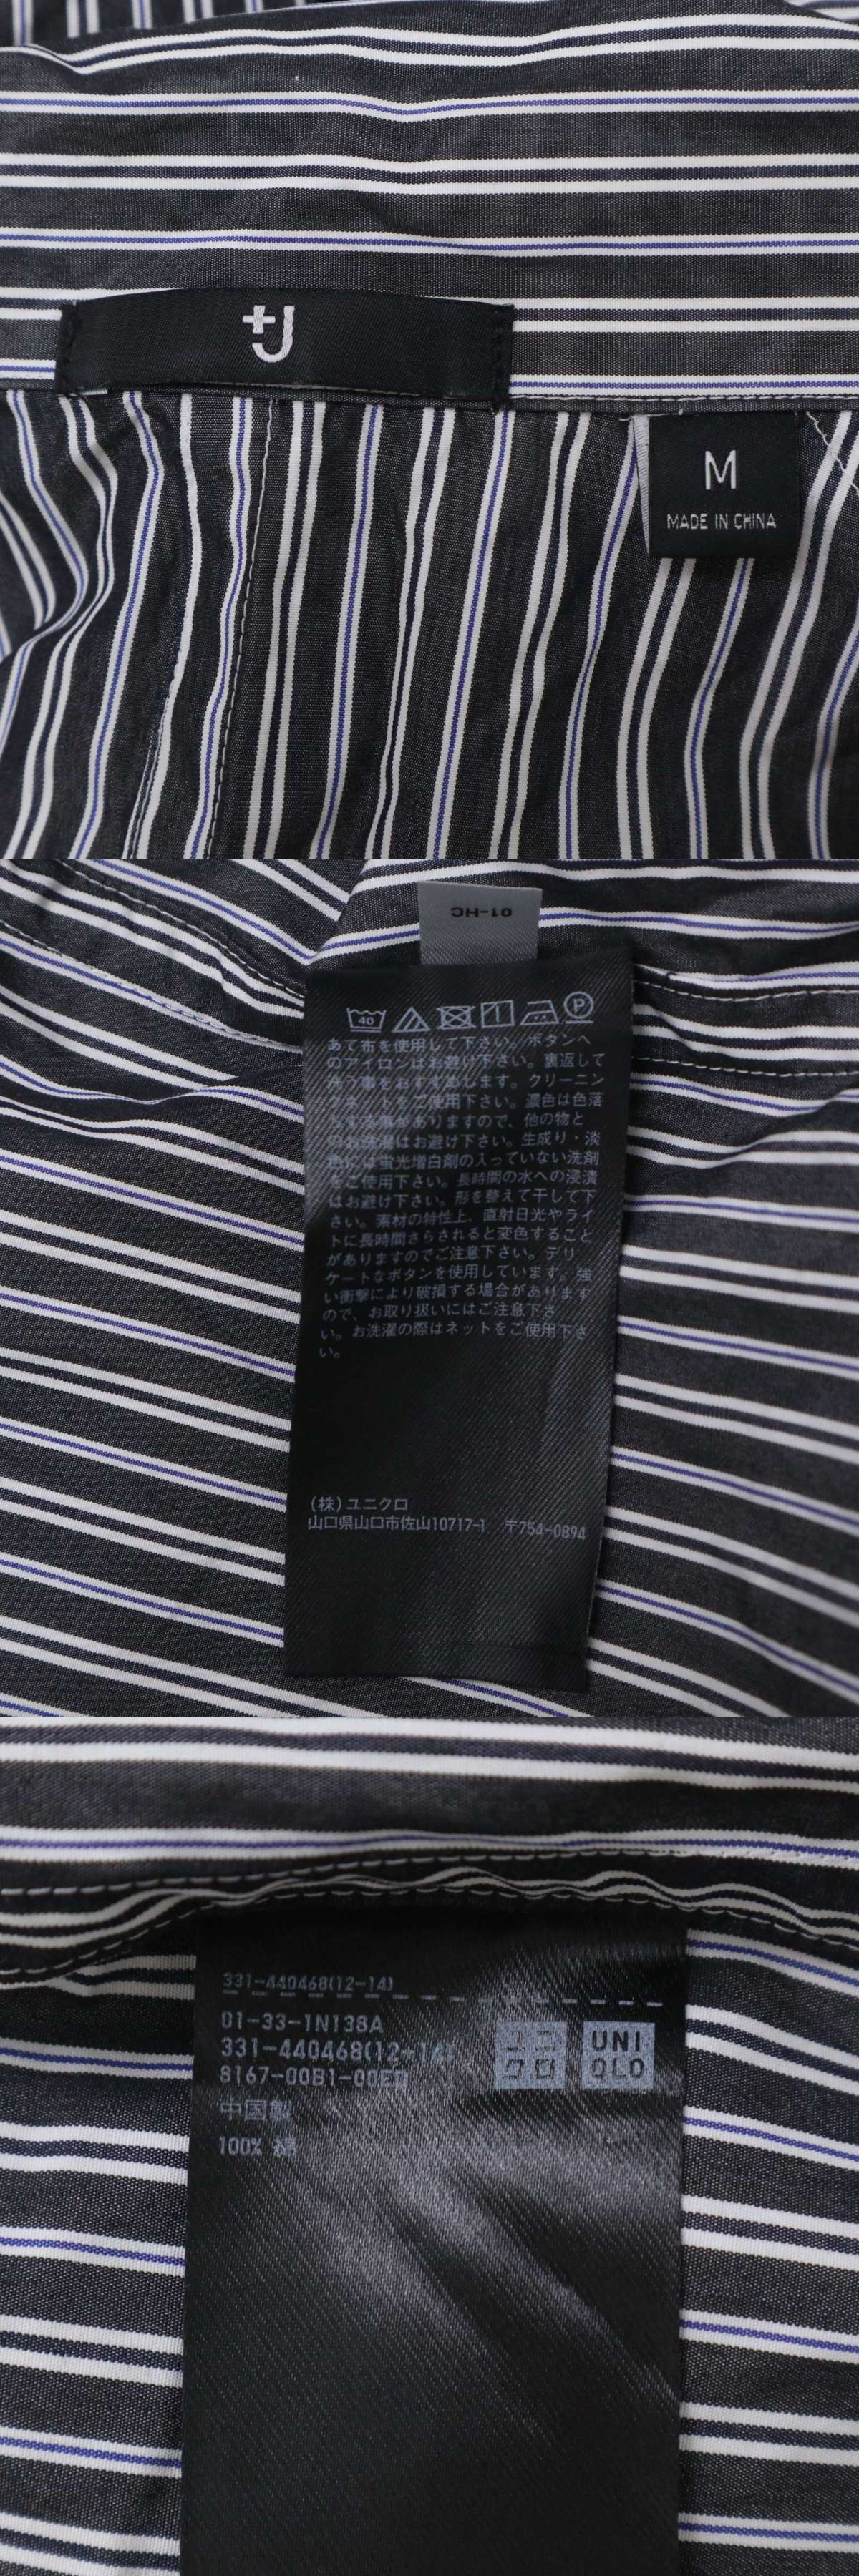 +J
M
MADE IN CHINA
01-HC
40
P
あて布を使用して下さい。ボタンへ
のアイロンはお避け下さい。裏返して
洗う事をおすすめします。クリーニン
グネットをご使用下さい。濃色は色落
ちする事がありますので、他の物と
のお洗濯はお避け下さい。生成り・淡
色には蛍光増白剤の入っていない洗剤
をご使用下さい。長時間の水への浸漬
はお避け下さい。形を整えて干して下
さい。素材の特性上、直射日光やライ
トに長時間さらされると変色すること
がありますのでご注意下さい。デリ
ケートなボタンを使用しています。強
い衝撃により破損する場合があります
ので、お取り扱いにはご注意下さ
い。お洗濯の際はネットをご使用下さ
い。
(株)ユニクロ
山口県山口市佐山10717-1 〒754-0894
331-440468(12-14)
01-33-1N138A
331-440468(12-14)
8167-00B1-00ED
中国製
100% 綿
ユニ
クロ
UNI
QLO